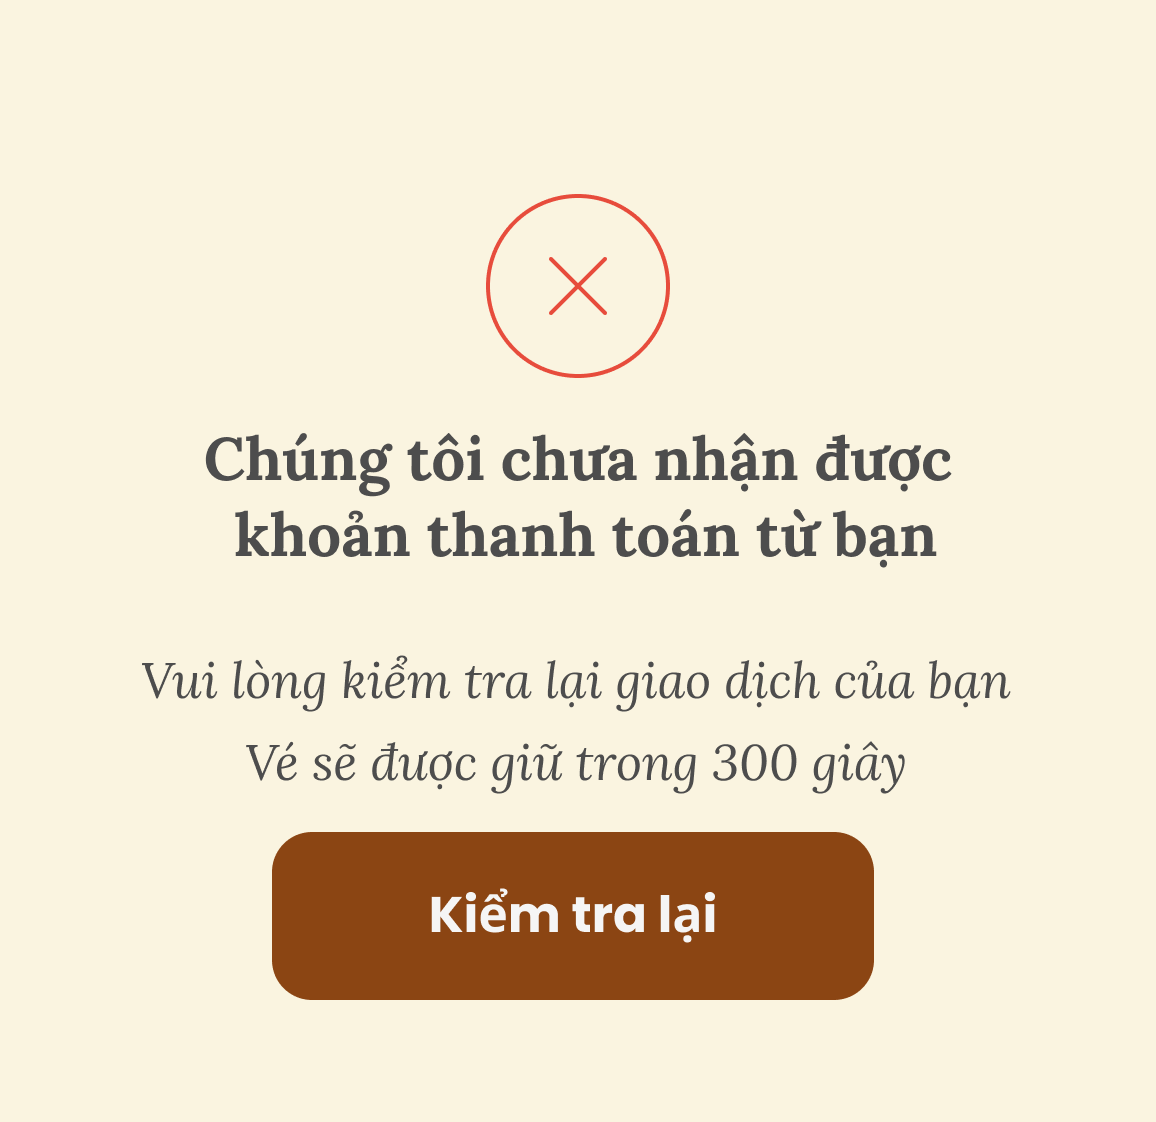 Chúng tôi chưa nhận được
khoản thanh toán từ bạn
Vui lòng kiểm tra lại giao dịch của bạn
Vé sẽ được giữ trong 300 giây
Kiểm tra lại